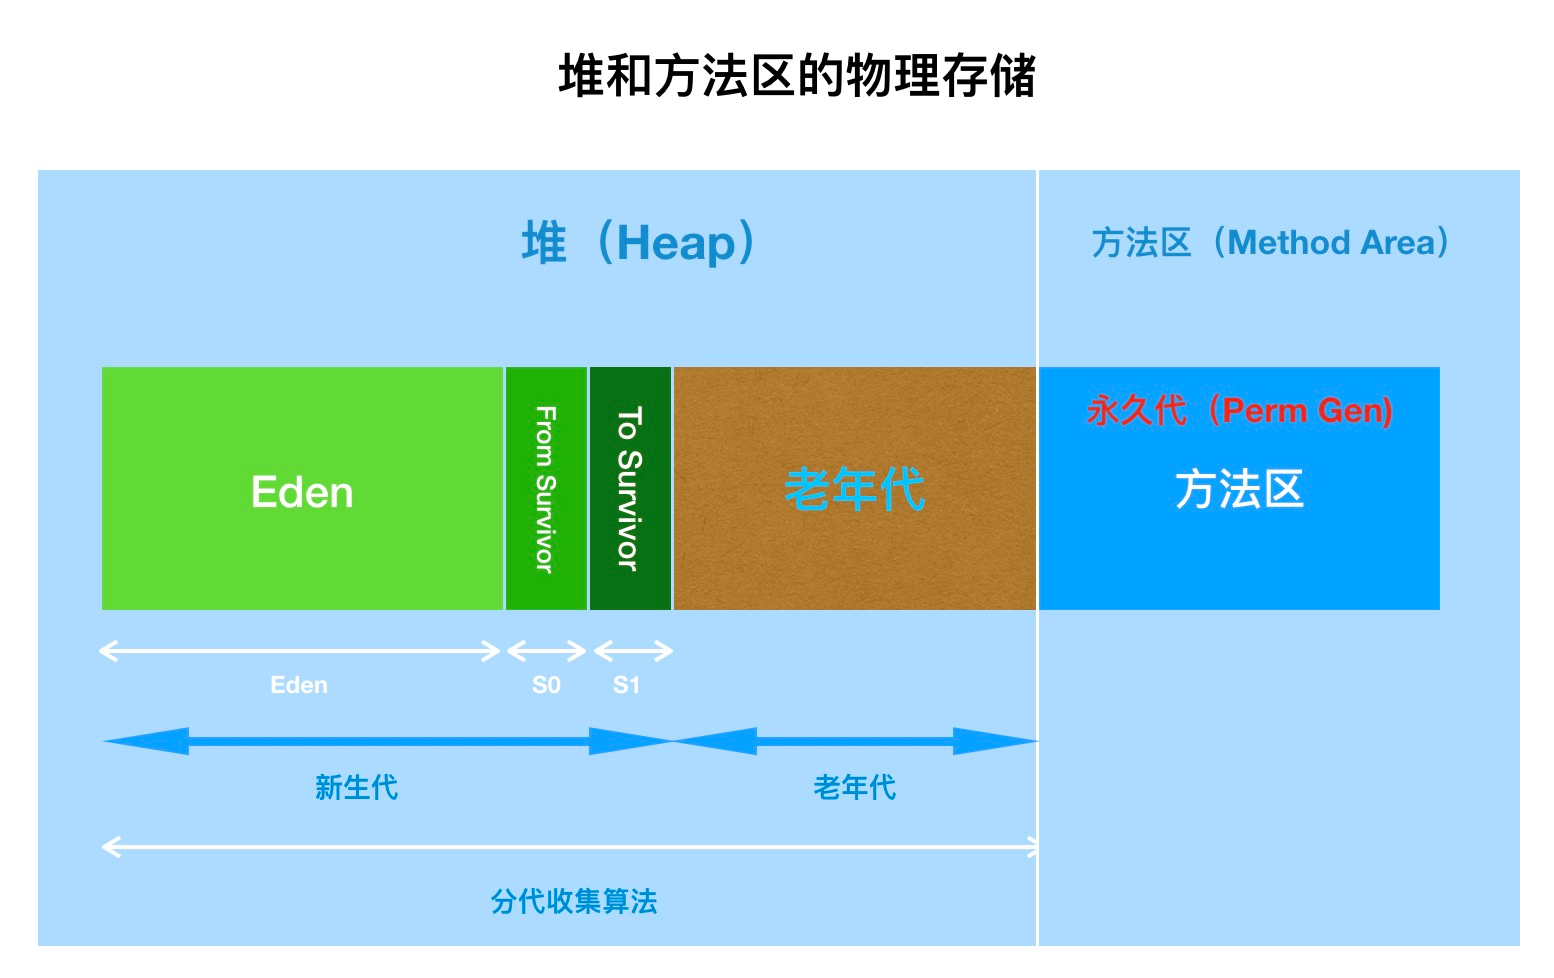 堆和方法区的物理存储
堆（Heap）
方法区（Method Area）
Eden
From Survivor
To Survivor
老年代
永久代（Perm Gen)
方法区
Eden
S0
S1
新生代
老年代
分代收集算法